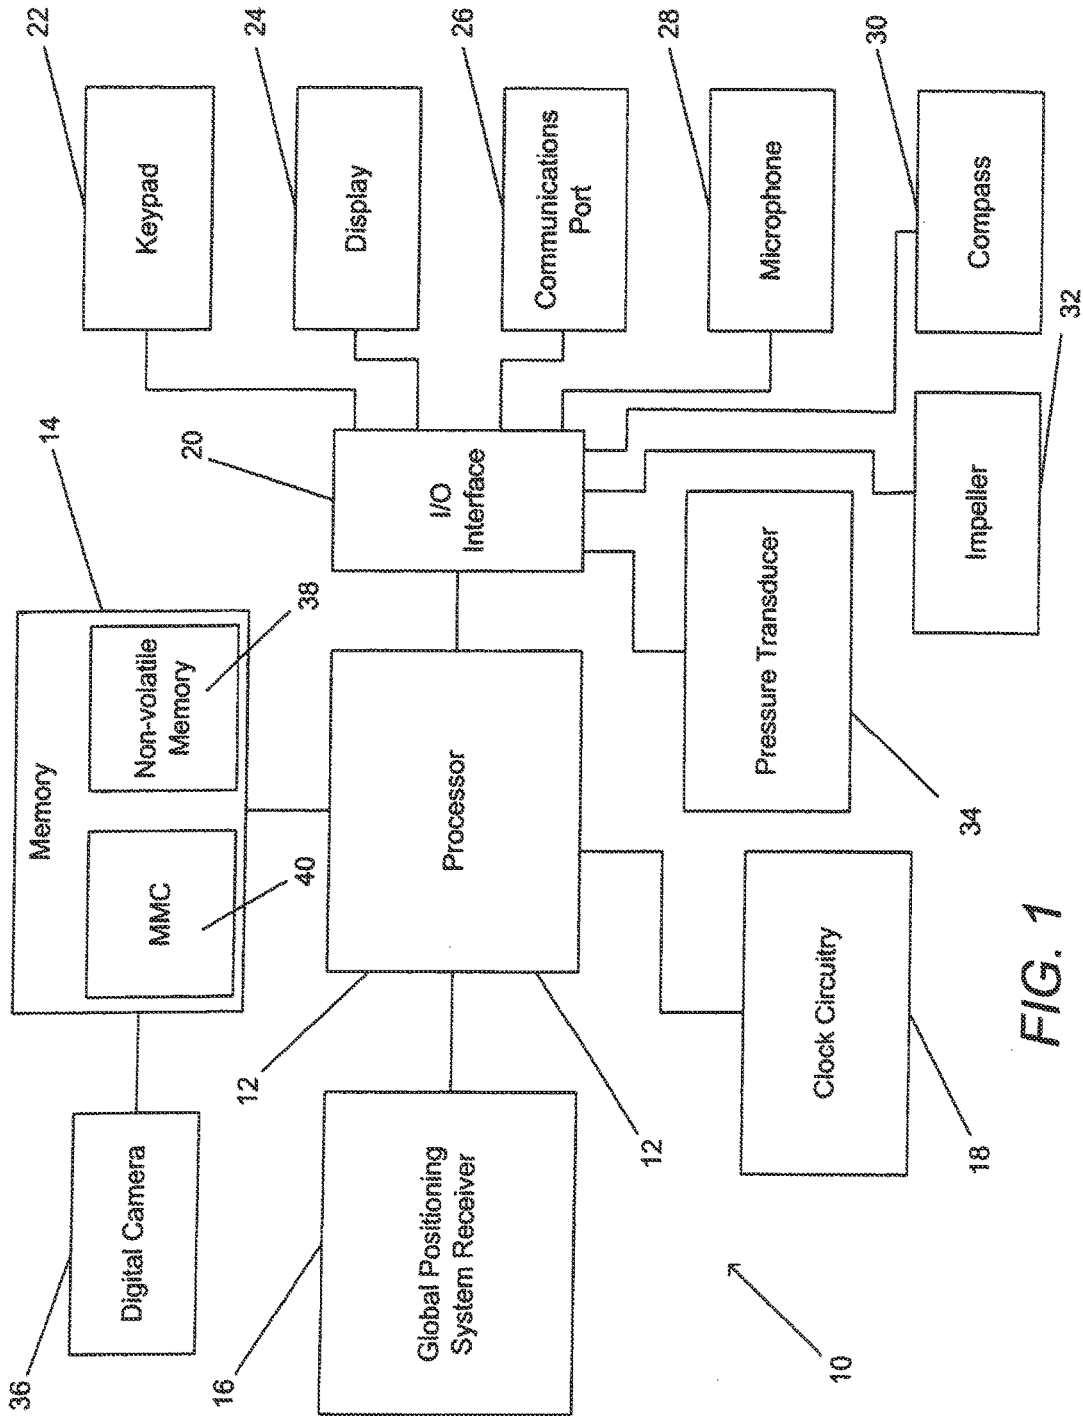 36
Digital Camera
14
Memory
MMC
Non-volatile
Memory
40
38
22
Keypad
24
Display
26
Communications
Port
28
Microphone
30
Compass
20
I/O
Interface
12
Processor
12
16
Global Positioning
System Receiver
Clock Circuitry
18
Pressure Transducer
34
Impeller
32
10
FIG. 1